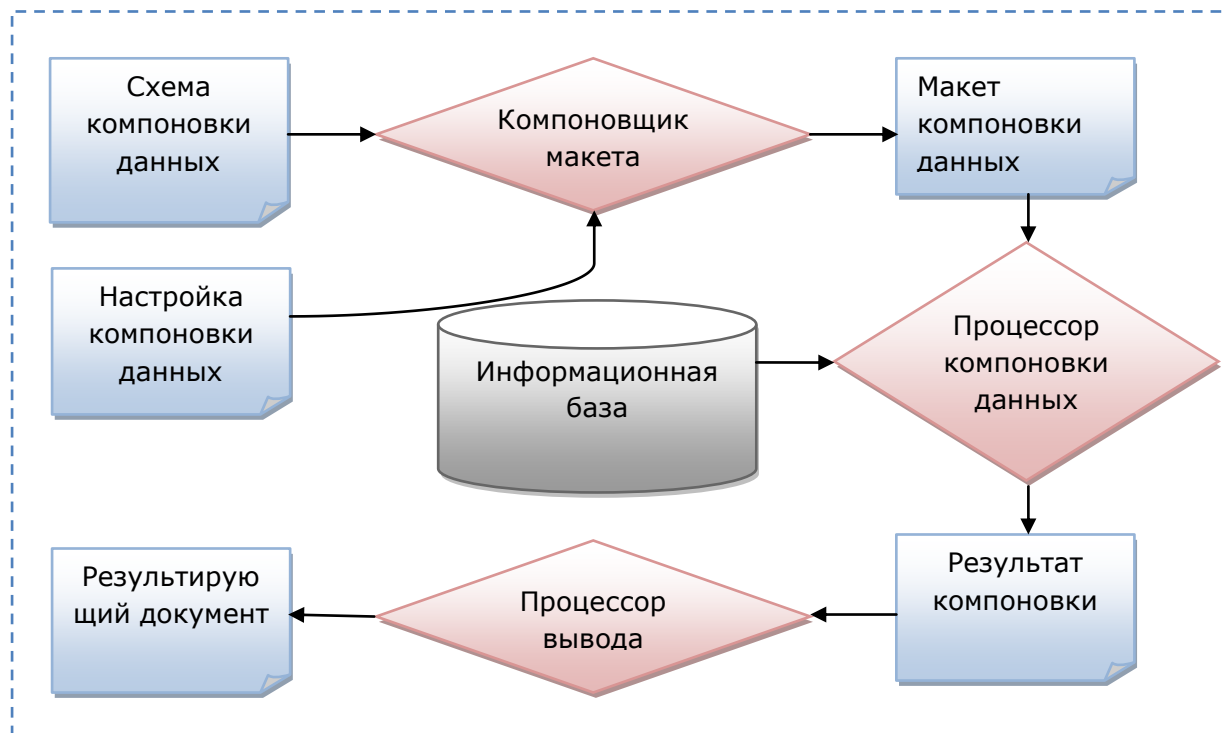 Схема
компоновки
данных
Компоновщик
макета
Макет
компоновки
данных
Настройка
компоновки
данных
Информационная
база
Процессор
компоновки
данных
Результирую
щий документ
Процессор
вывода
Результат
компоновки